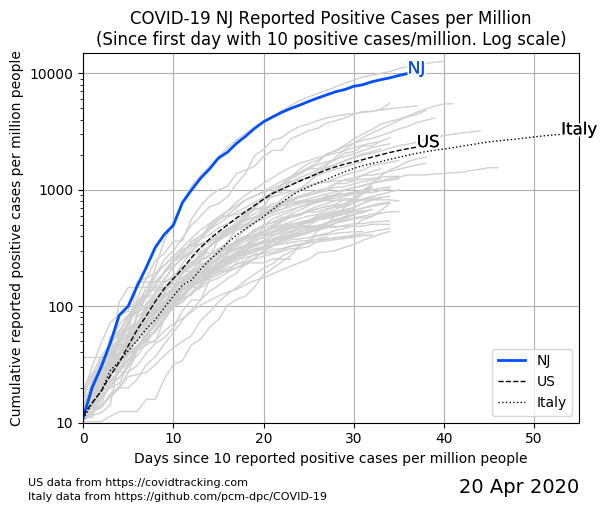 COVID-19 NJ Reported Positive Cases per Million
(Since first day with 10 positive cases/million. Log scale)
Cumulative reported positive cases per million people
10000
1000
100
10
NJ
US
Italy
NJ
US
Italy
0
10
20
30
40
50
Days since 10 reported positive cases per million people
US data from https://covidtracking.com
Italy data from https://github.com/pcm-dpc/COVID-19
20 Apr 2020